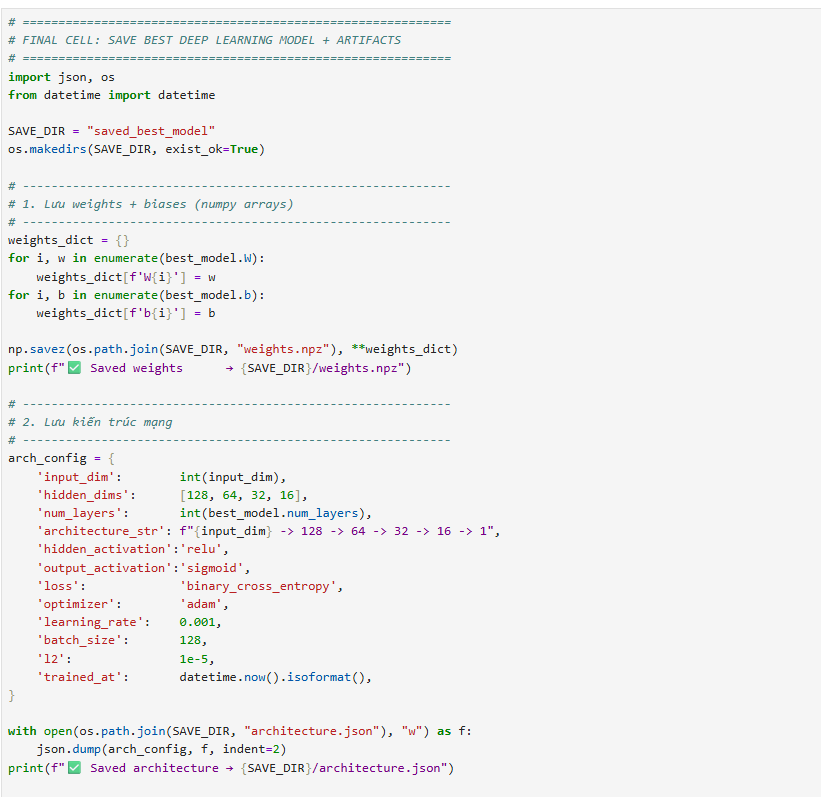 # ============================================================
# FINAL CELL: SAVE BEST DEEP LEARNING MODEL + ARTIFACTS
# ============================================================
import json, os
from datetime import datetime

SAVE_DIR = "saved_best_model"
os.makedirs(SAVE_DIR, exist_ok=True)

# ------------------------------------------------------------
# 1. Lưu weights + biases (numpy arrays)
# ------------------------------------------------------------
weights_dict = {}
for i, w in enumerate(best_model.W):
    weights_dict[f'W{i}'] = w
for i, b in enumerate(best_model.b):
    weights_dict[f'b{i}'] = b

np.savez(os.path.join(SAVE_DIR, "weights.npz"), **weights_dict)
print(f"✅ Saved weights      → {SAVE_DIR}/weights.npz")

# ------------------------------------------------------------
# 2. Lưu kiến trúc mạng
# ------------------------------------------------------------
arch_config = {
    'input_dim':        int(input_dim),
    'hidden_dims':      [128, 64, 32, 16],
    'num_layers':       int(best_model.num_layers),
    'architecture_str': f"{input_dim} -> 128 -> 64 -> 32 -> 16 -> 1",
    'hidden_activation':'relu',
    'output_activation':'sigmoid',
    'loss':             'binary_cross_entropy',
    'optimizer':        'adam',
    'learning_rate':    0.001,
    'batch_size':       128,
    'l2':               1e-5,
    'trained_at':       datetime.now().isoformat(),
}

with open(os.path.join(SAVE_DIR, "architecture.json"), "w") as f:
    json.dump(arch_config, f, indent=2)
print(f"✅ Saved architecture → {SAVE_DIR}/architecture.json")